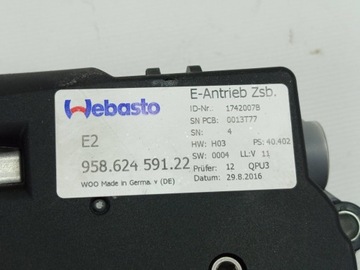 Webasto
E2
958.624 591.22
WOO Made in Germa. y (DE)
E-Antrieb Zsb.
ID-Nr.: 1742007B
SN PCB: 0013T77
SN: 4
HW: H03 PS: 40.402
SW: 0004 LL:V 11
Prüfer: 12 QPU3
Datum: 29.8.2016